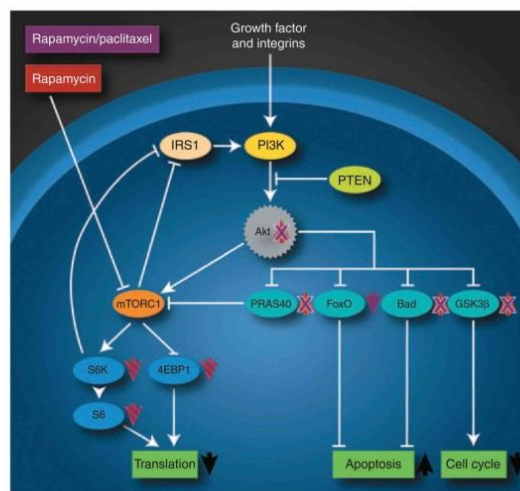 Rapamycin/paclitaxel
Growth factor
and integrins
Rapamycin
IRS1
PI3K
PTEN
Akt
mTORC1
PRAS40
FoxO
Bad
GSK3β
S6K
4EBP1
S6
Translation
Apoptosis
Cell cycle